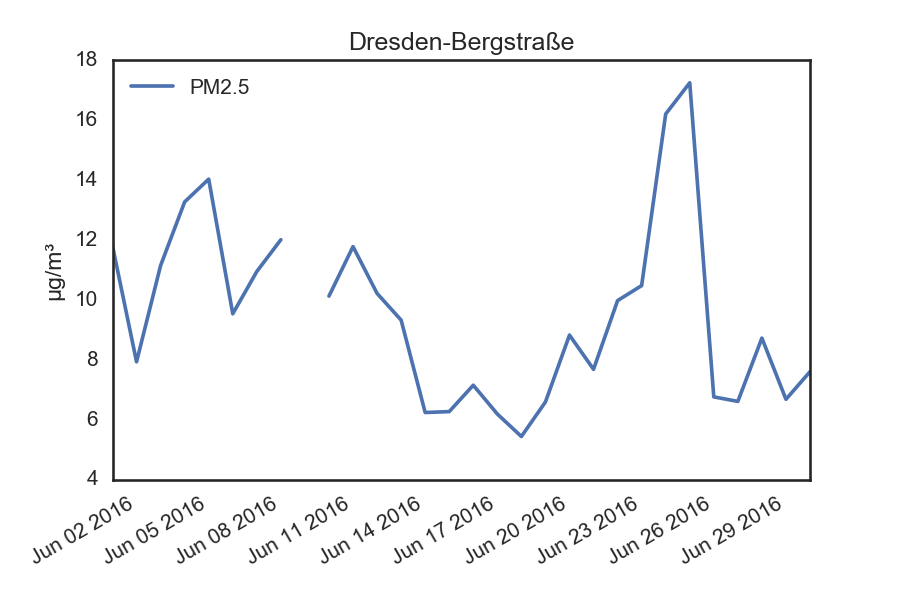 Dresden-Bergstraße
PM2.5
µg/m³
18
16
14
12
10
8
6
4
Jun 02 2016
Jun 05 2016
Jun 08 2016
Jun 11 2016
Jun 14 2016
Jun 17 2016
Jun 20 2016
Jun 23 2016
Jun 26 2016
Jun 29 2016